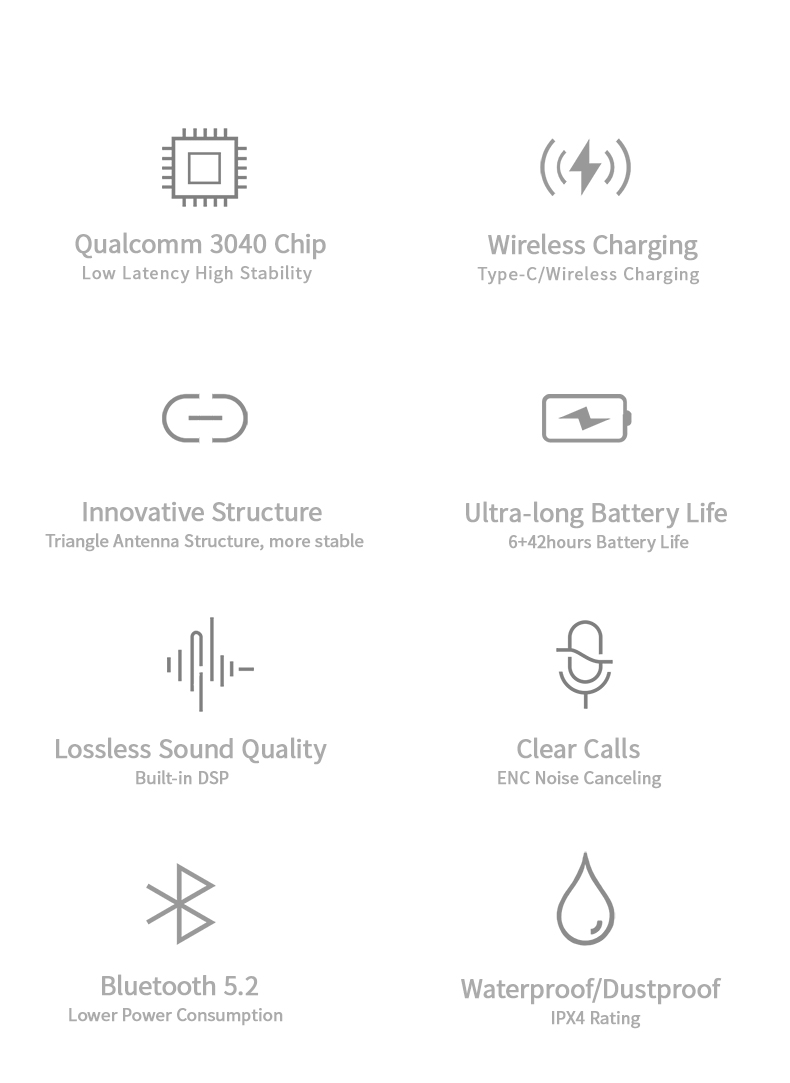 Qualcomm 3040 Chip
Low Latency High Stability
Wireless Charging
Type-C/Wireless Charging
Innovative Structure
Triangle Antenna Structure, more stable
Ultra-long Battery Life
6+42hours Battery Life
Lossless Sound Quality
Built-in DSP
Clear Calls
ENC Noise Canceling
Bluetooth 5.2
Lower Power Consumption
Waterproof/Dustproof
IPX4 Rating